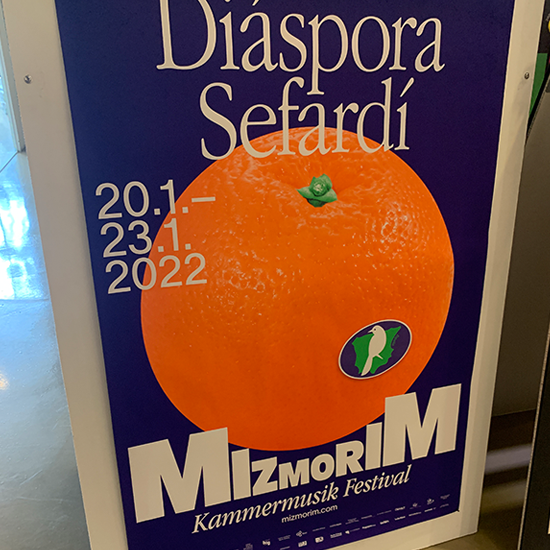 Diáspora
Sefardí
20.1.–
23.1.
2022
MIZMORIM
Kammermusik Festival
mizmorim.com